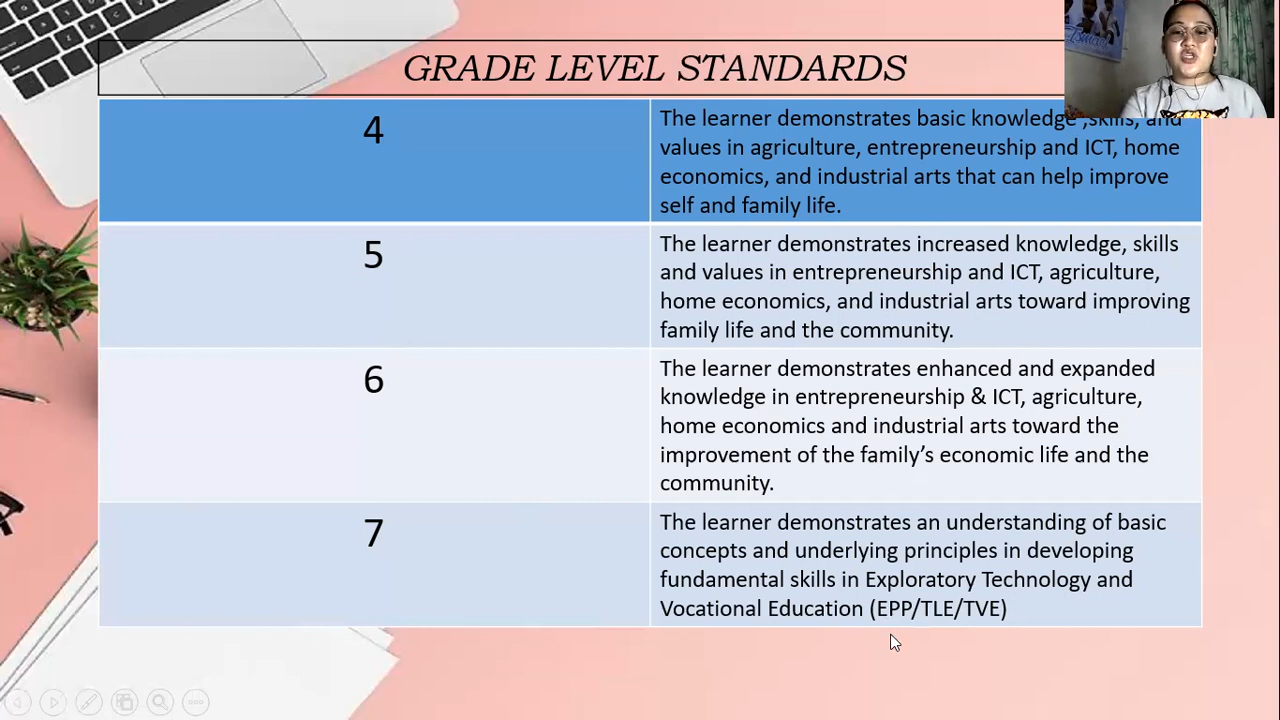 GRADE LEVEL STANDARDS
4
The learner demonstrates basic knowledge ,skills, and
values in agriculture, entrepreneurship and ICT, home
economics, and industrial arts that can help improve
self and family life.
5
The learner demonstrates increased knowledge, skills
and values in entrepreneurship and ICT, agriculture,
home economics, and industrial arts toward improving
family life and the community.
6
The learner demonstrates enhanced and expanded
knowledge in entrepreneurship & ICT, agriculture,
home economics and industrial arts toward the
improvement of the family’s economic life and the
community.
7
The learner demonstrates an understanding of basic
concepts and underlying principles in developing
fundamental skills in Exploratory Technology and
Vocational Education (EPP/TLE/TVE)